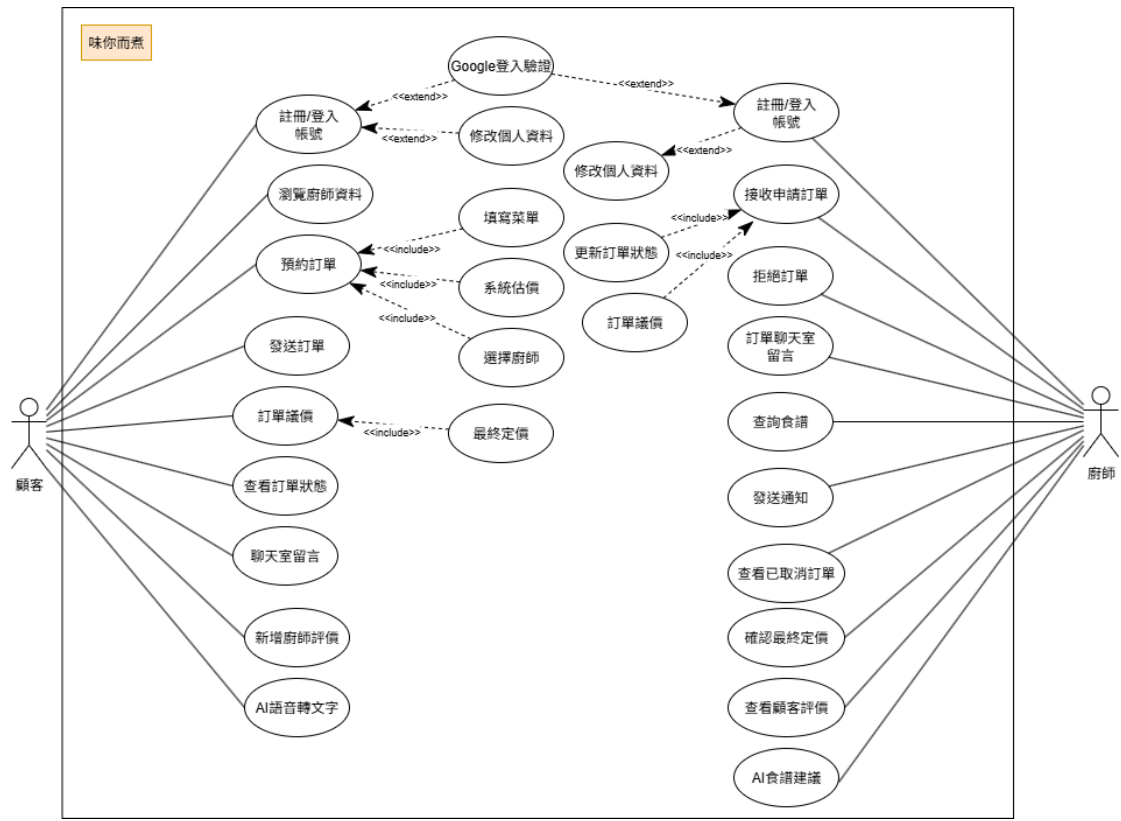 味你而煮
Google登入驗證
<<extend>>
<<extend>>
註冊/登入
帳號
註冊/登入
帳號
<<extend>>
修改個人資料
<<extend>>
修改個人資料
瀏覽廚師資料
接收申請訂單
填寫菜單
<<include>>
<<include>>
預約訂單
更新訂單狀態
<<include>>
拒絕訂單
<<include>>
系統估價
<<include>>
訂單議價
發送訂單
選擇廚師
訂單聊天室
留言
訂單議價
<<include>>
最終定價
查詢食譜
顧客
廚師
查看訂單狀態
發送通知
聊天室留言
查看已取消訂單
新增廚師評價
確認最終定價
AI語音轉文字
查看顧客評價
AI食譜建議